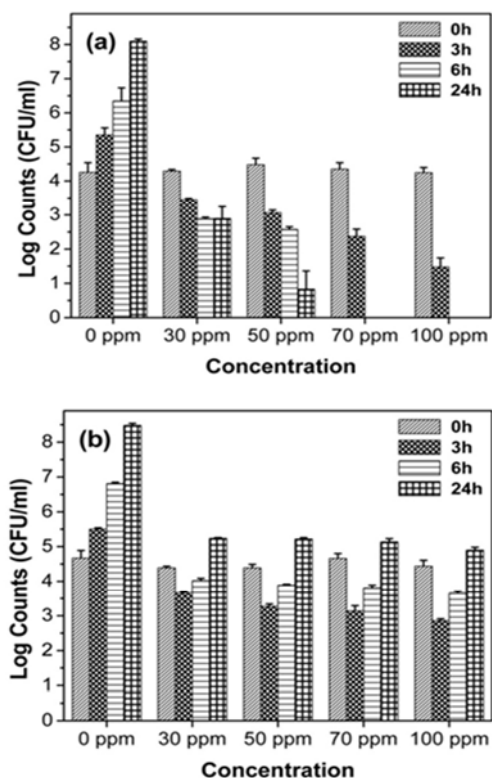 (a)
0h
3h
6h
24h
Log Counts (CFU/ml)
8
7
6
5
4
3
2
1
0
0 ppm 30 ppm 50 ppm 70 ppm 100 ppm
Concentration
(b)
0h
3h
6h
24h
Log Counts (CFU/ml)
8
7
6
5
4
3
2
1
0
0 ppm 30 ppm 50 ppm 70 ppm 100 ppm
Concentration